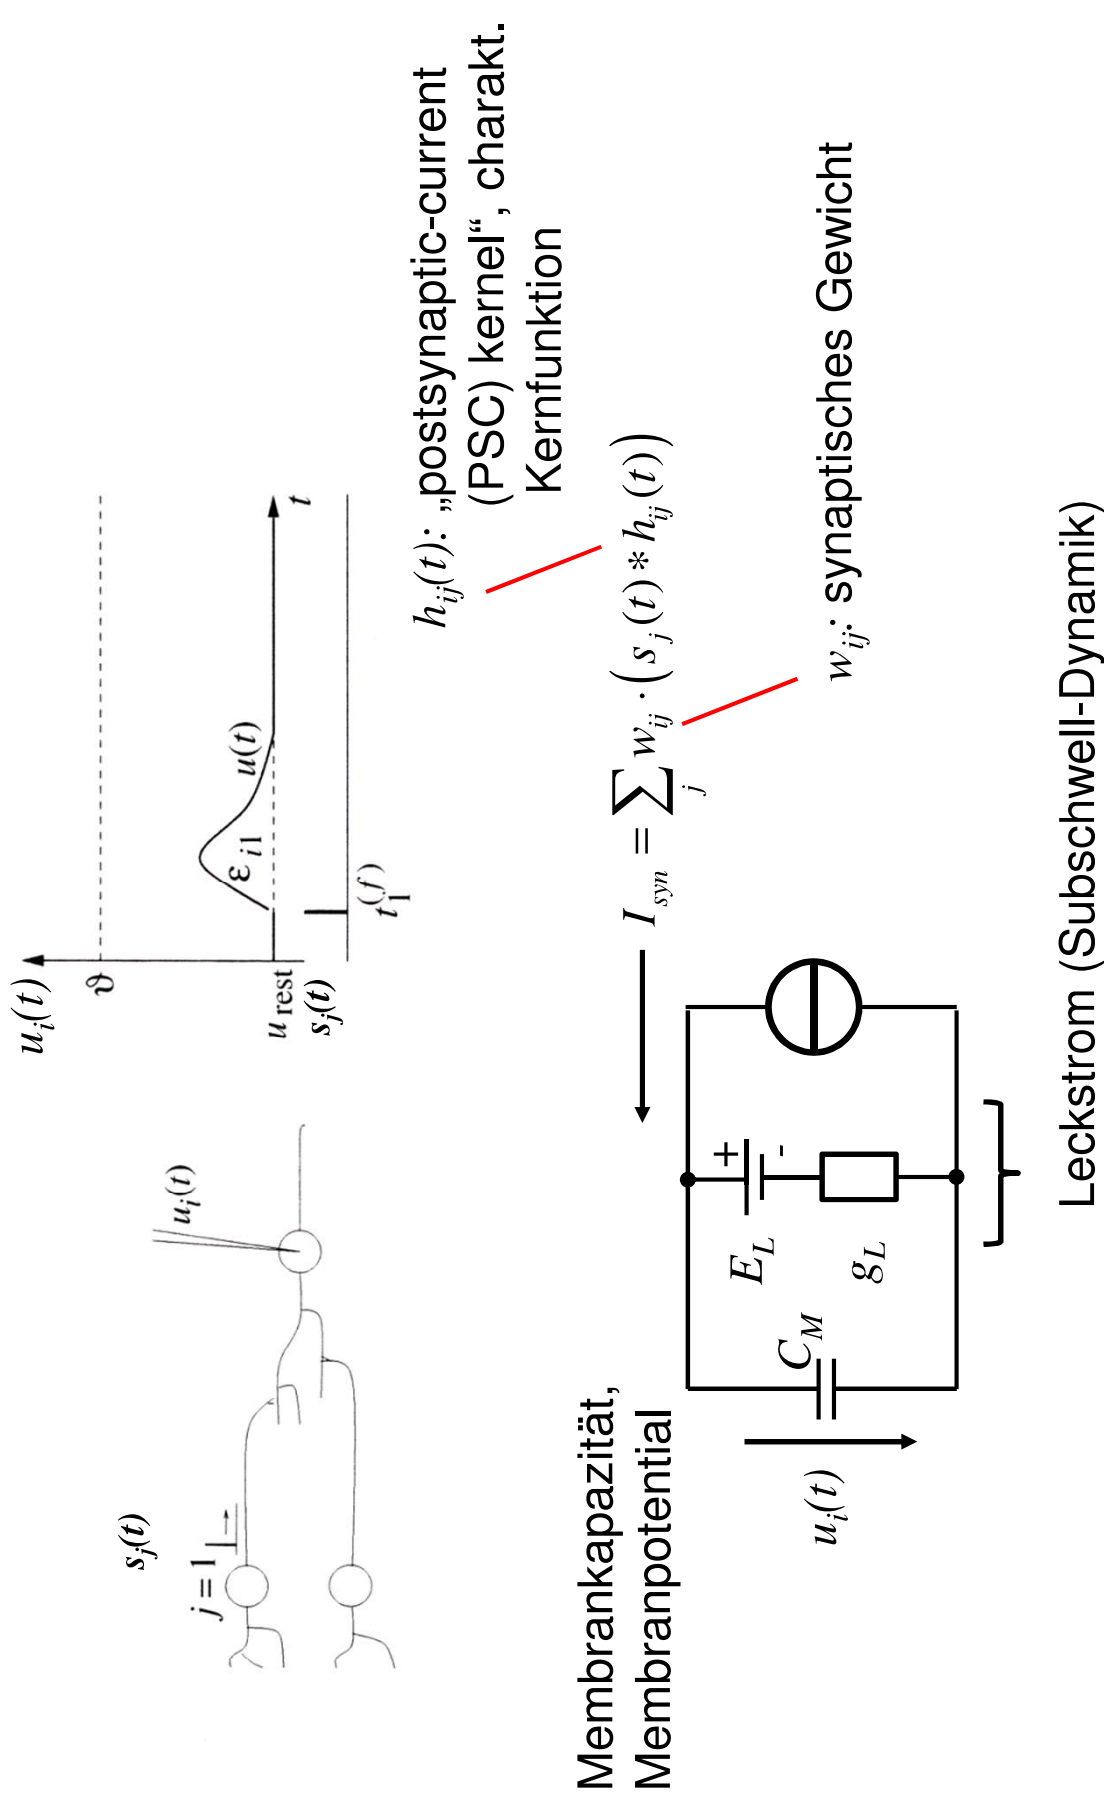 s_j(t)
j = 1
u_i(t)
u_i(t)
ϑ
u_rest
s_j(t)
ε_i1
u(t)
t
t_1^(f)
h_ij(t): „postsynaptic-current
(PSC) kernel“, charakt.
Kernfunktion
Membrankapazität,
Membranpotential
I_syn = ∑_j w_ij · (s_j(t) * h_ij(t))
u_i(t)
C_M
E_L
+
-
g_L
w_ij: synaptisches Gewicht
Leckstrom (Subschwell-Dynamik)